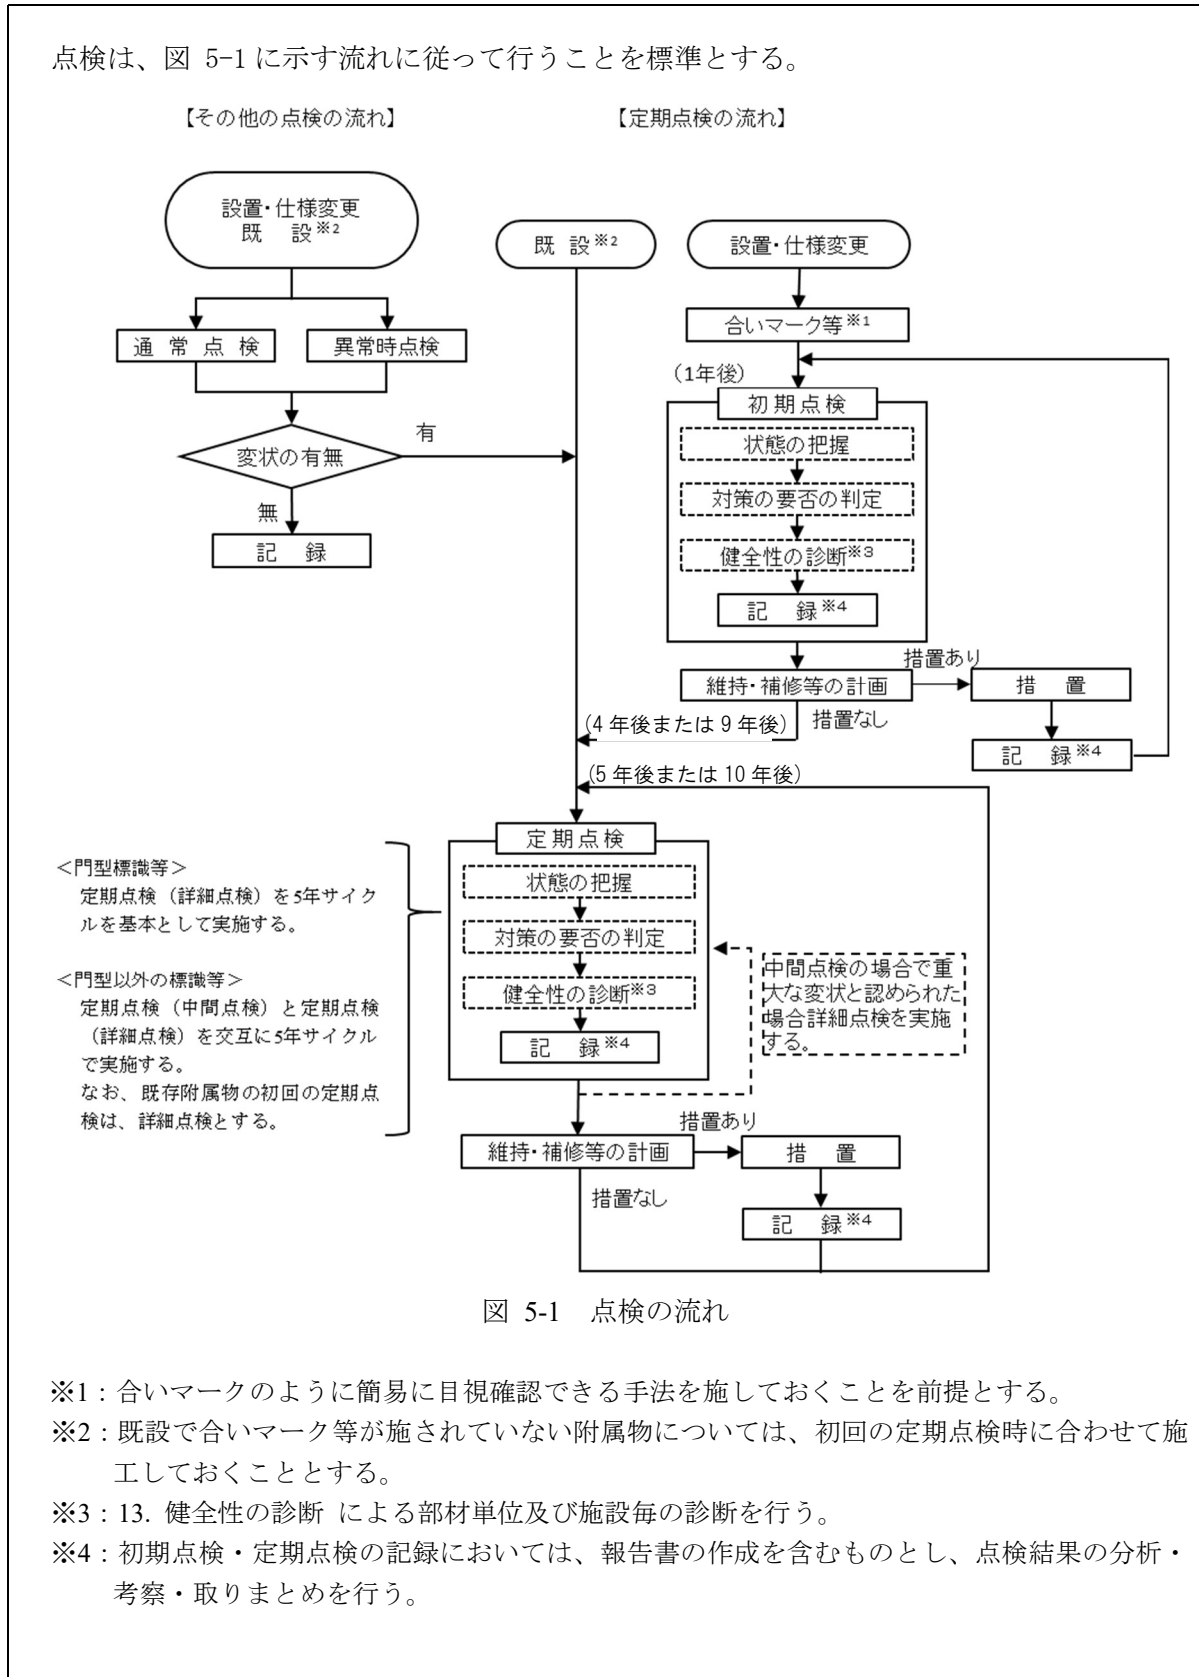 点検は、図 5-1 に示す流れに従って行うことを標準とする。
【その他の点検の流れ】
【定期点検の流れ】
設置・仕様変更
既 設※2
既 設※2
設置・仕様変更
合いマーク等※1
通 常 点 検
異常時点検
(1年後)
初期点検
状態の把握
対策の要否の判定
健全性の診断※3
記 録※4
変状の有無
有
無
記 録
維持・補修等の計画
措置あり
措 置
記 録※4
措置なし
(4 年後または 9 年後)
(5 年後または 10 年後)
定期点検
状態の把握
対策の要否の判定
健全性の診断※3
記 録※4
<門型標識等>
定期点検(詳細点検)を5年サイク
ルを基本として実施する。
<門型以外の標識等>
定期点検(中間点検)と定期点検
(詳細点検)を交互に5年サイクル
で実施する。
なお、既存附属物の初回の定期点
検は、詳細点検とする。
中間点検の場合で重
大な変状と認められた
場合詳細点検を実施
する。
維持・補修等の計画
措置あり
措 置
記 録※4
措置なし
図 5-1 点検の流れ
※1:合いマークのように簡易に目視確認できる手法を施しておくことを前提とする。
※2:既設で合いマーク等が施されていない附属物については、初回の定期点検時に合わせて施
工しておくこととする。
※3:13. 健全性の診断 による部材単位及び施設毎の診断を行う。
※4:初期点検・定期点検の記録においては、報告書の作成を含むものとし、点検結果の分析・
考察・取りまとめを行う。